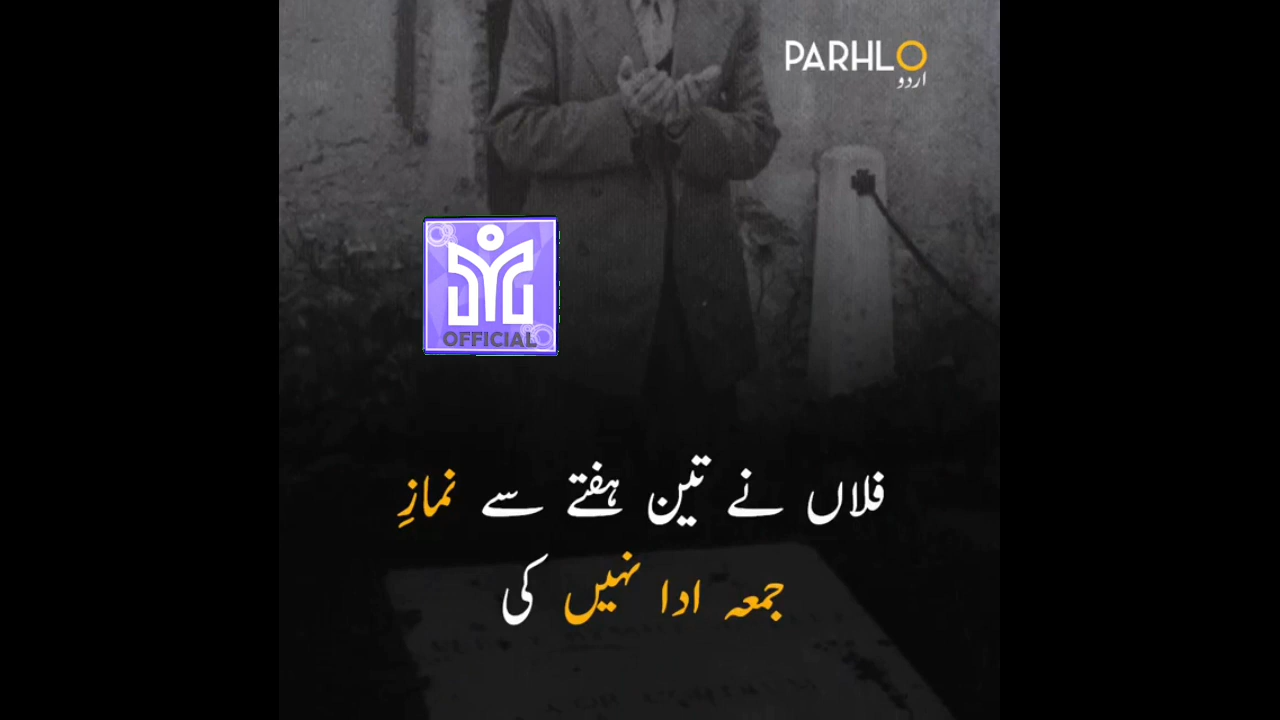 PARHLO
اردو
OFFICIAL
فلاں نے تین ہفتے سے نمازِ
جمعہ ادا نہیں کی